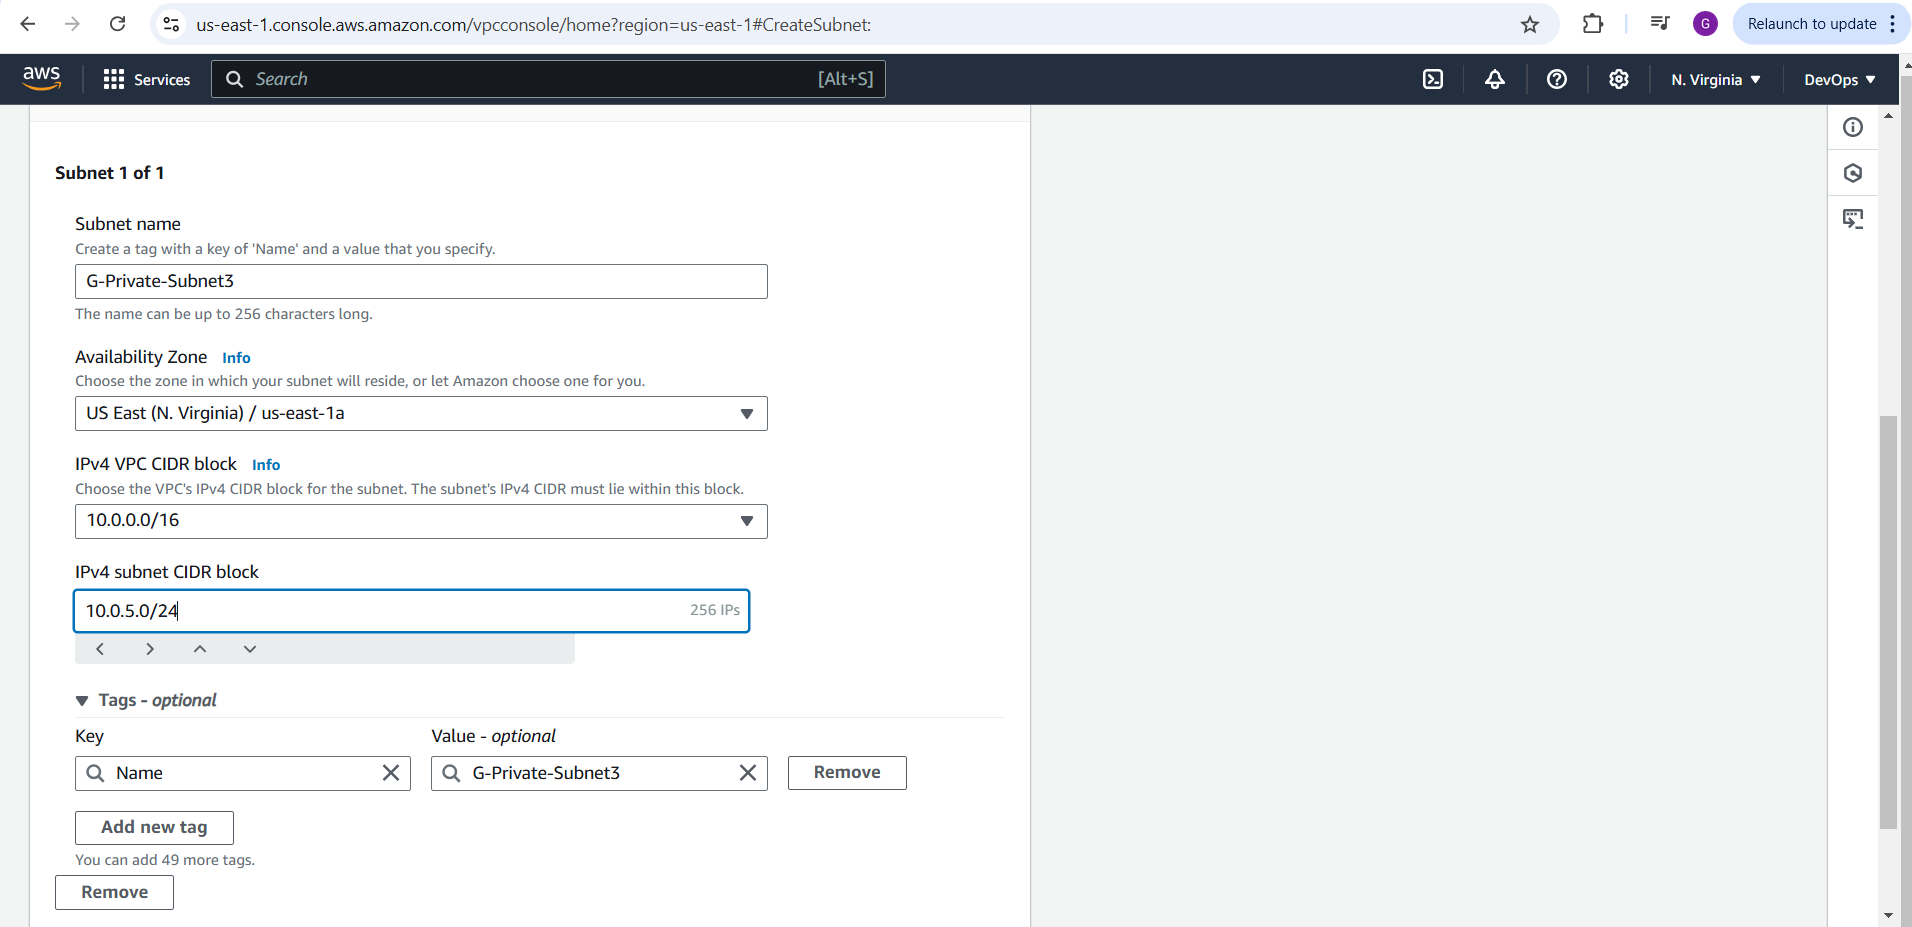 us-east-1.console.aws.amazon.com/vpcconsole/home?region=us-east-1#CreateSubnet:
G
Relaunch to update
aws
Services
Search
[Alt+S]
N. Virginia
DevOps
Subnet 1 of 1
Subnet name
Create a tag with a key of 'Name' and a value that you specify.
G-Private-Subnet3
The name can be up to 256 characters long.
Availability Zone Info
Choose the zone in which your subnet will reside, or let Amazon choose one for you.
US East (N. Virginia) / us-east-1a
IPv4 VPC CIDR block Info
Choose the VPC's IPv4 CIDR block for the subnet. The subnet's IPv4 CIDR must lie within this block.
10.0.0.0/16
IPv4 subnet CIDR block
10.0.5.0/24 256 IPs
Tags - optional
Key Value - optional
Name G-Private-Subnet3 Remove
Add new tag
You can add 49 more tags.
Remove